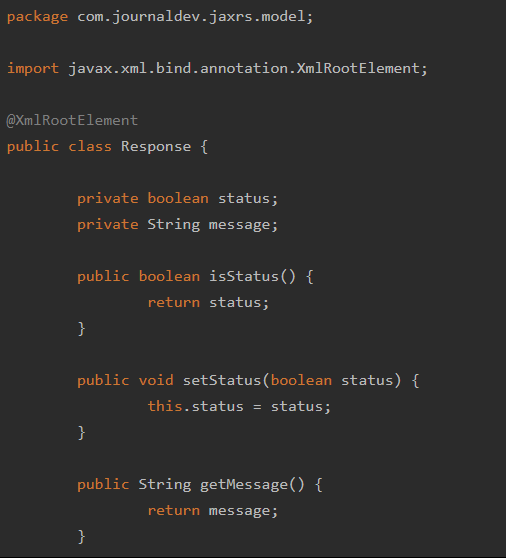 package com.journaldev.jaxrs.model;
import javax.xml.bind.annotation.XmlRootElement;
@XmlRootElement
public class Response {
private boolean status;
private String message;
public boolean isStatus() {
return status;
}
public void setStatus(boolean status) {
this.status = status;
}
public String getMessage() {
return message;
}